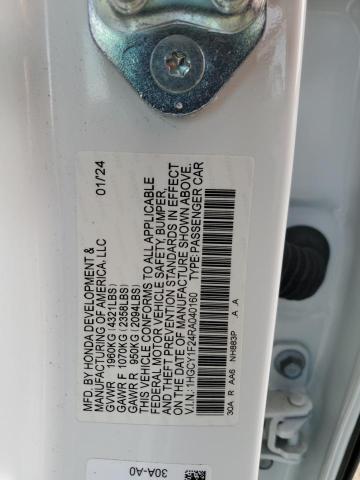 MFD. BY HONDA DEVELOPMENT & 01/24
MANUFACTURING OF AMERICA, LLC
GVWR 1960KG (4321LBS)
GAWR F 1070KG (2358LBS)
GAWR R 950KG (2094LBS)
THIS VEHICLE CONFORMS TO ALL APPLICABLE
FEDERAL MOTOR VEHICLE SAFETY, BUMPER,
AND THEFT PREVENTION STANDARDS IN EFFECT
ON THE DATE OF MANUFACTURE SHOWN ABOVE.
V.I.N.: 1HGCY1F24RA040160 TYPE:PASSENGER CAR
30A R AA6 NH883P A A
30A-A0